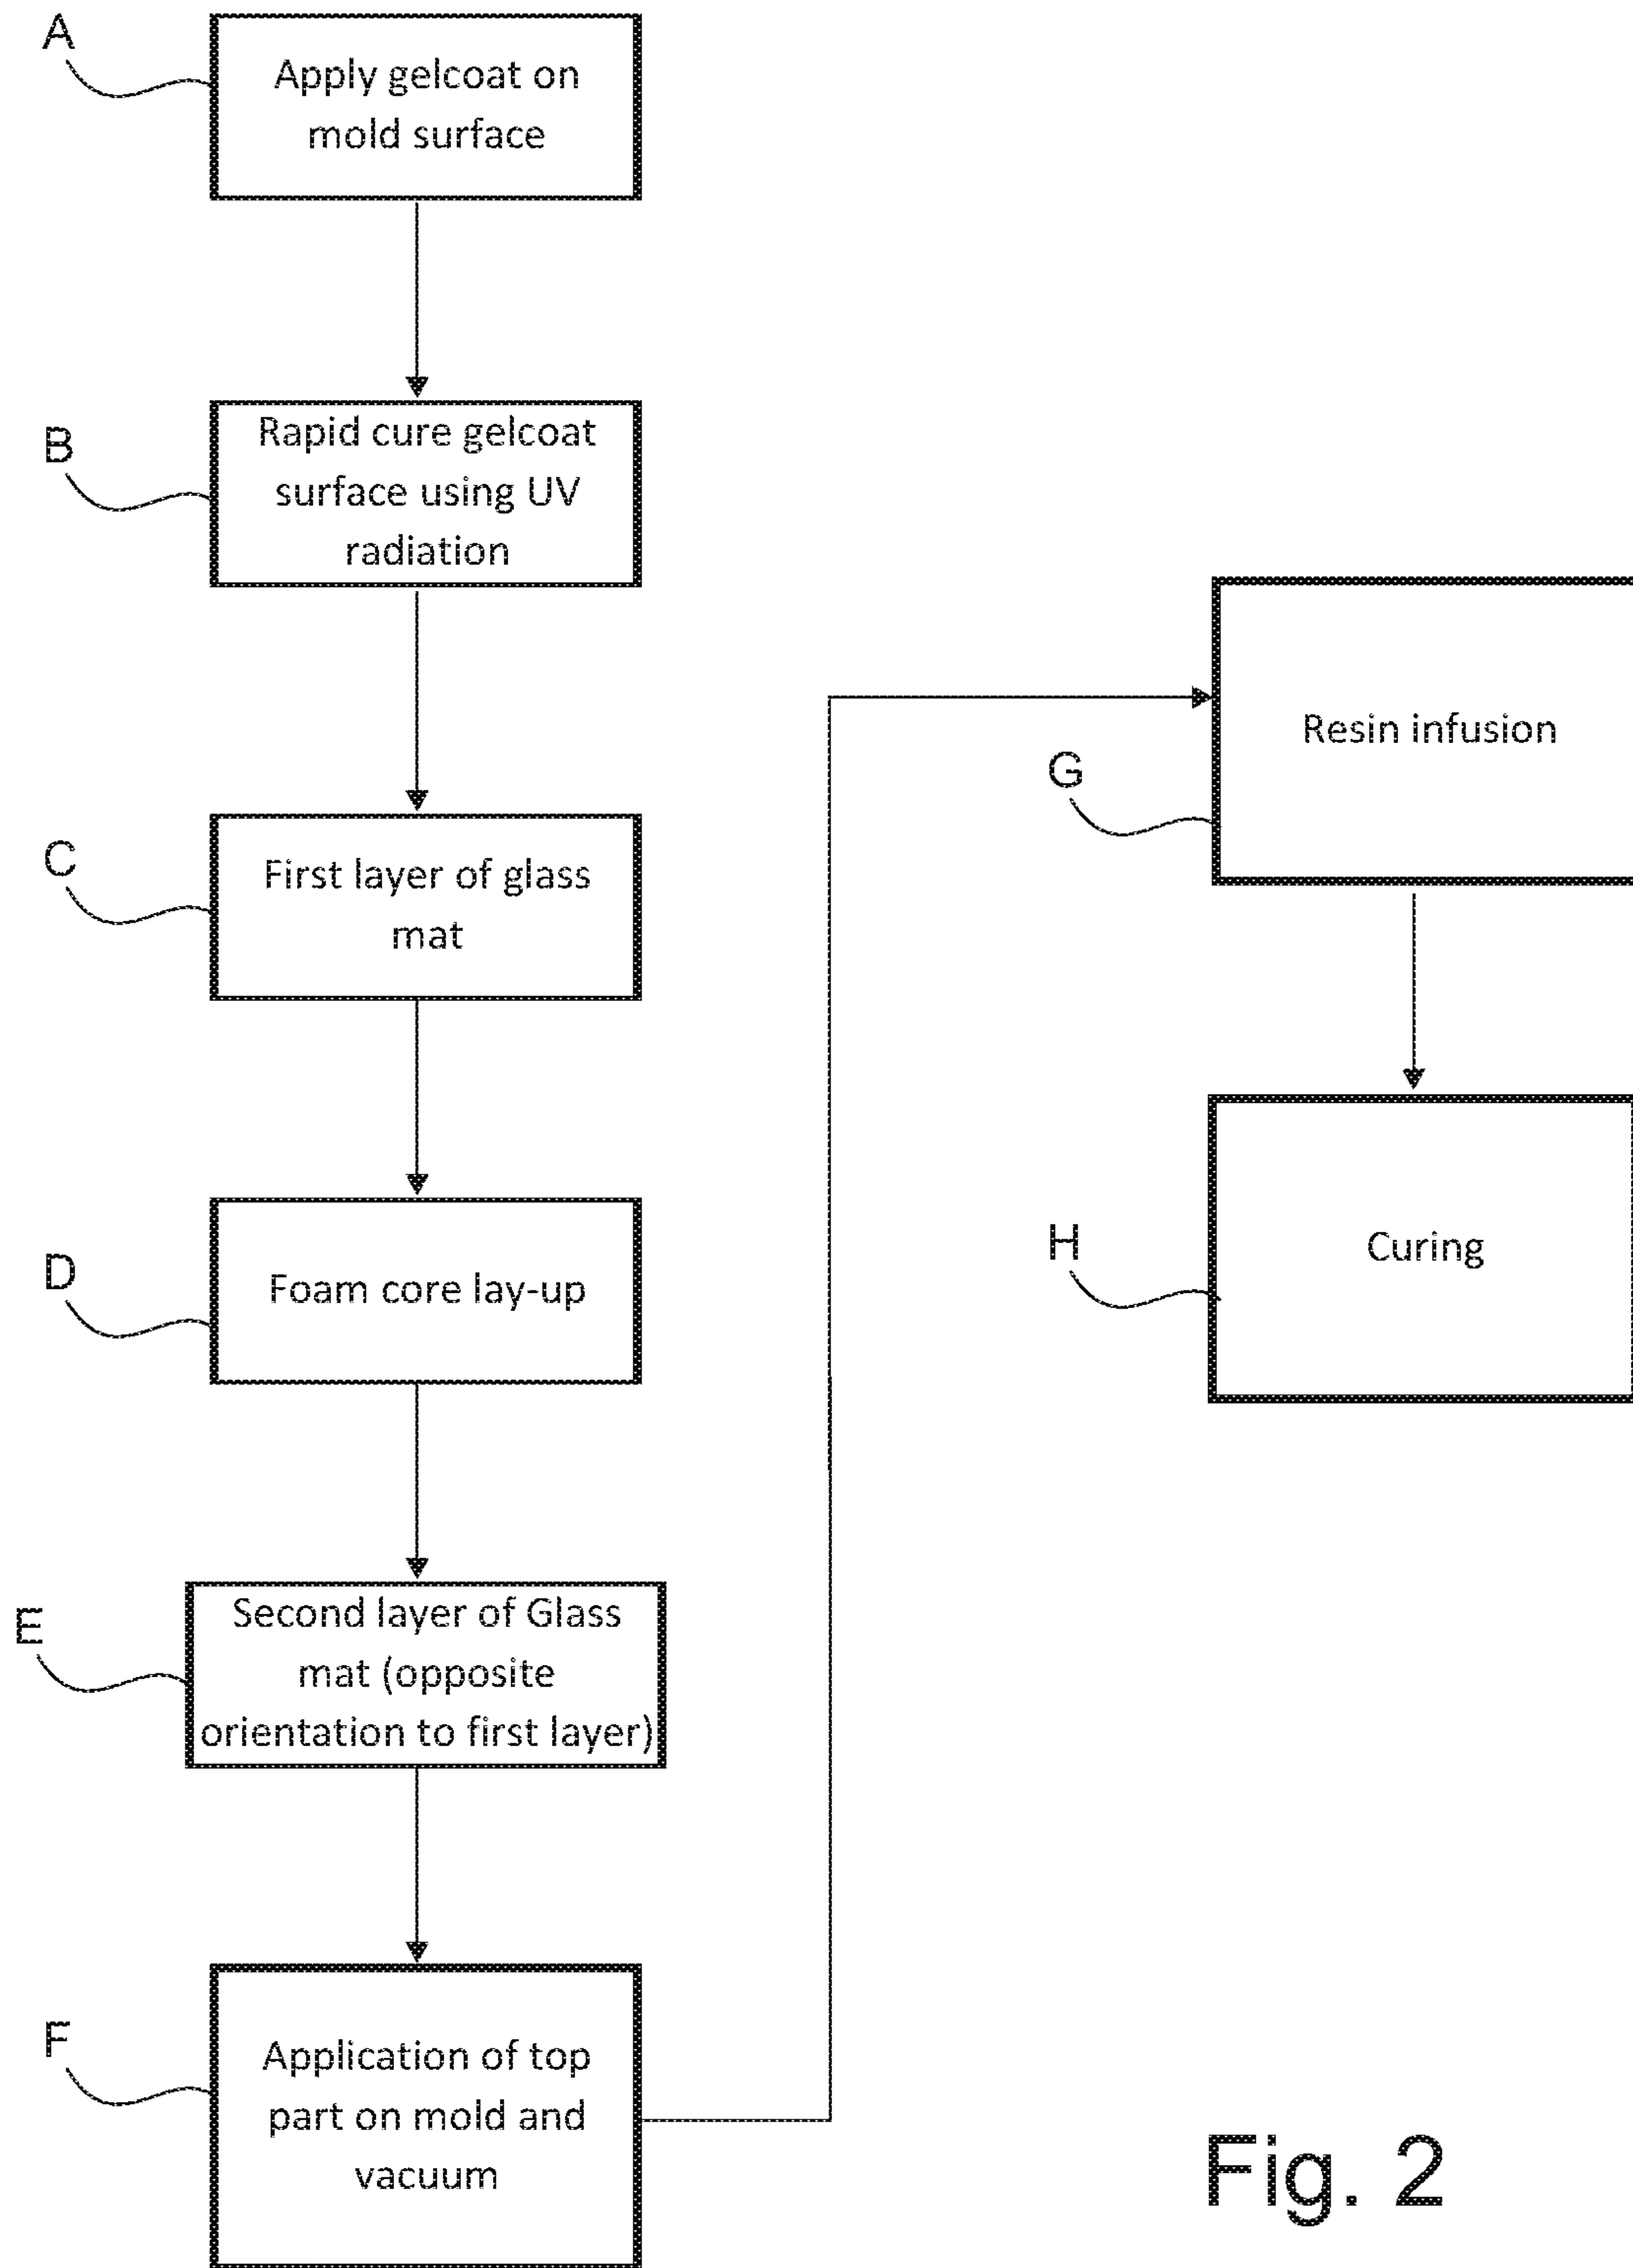 A
Apply gelcoat on
mold surface
B
Rapid cure gelcoat
surface using UV
radiation
C
First layer of glass
mat
D
Foam core lay-up
E
Second layer of Glass
mat (opposite
orientation to first layer)
F
Application of top
part on mold and
vacuum
G
Resin infusion
H
Curing
Fig. 2